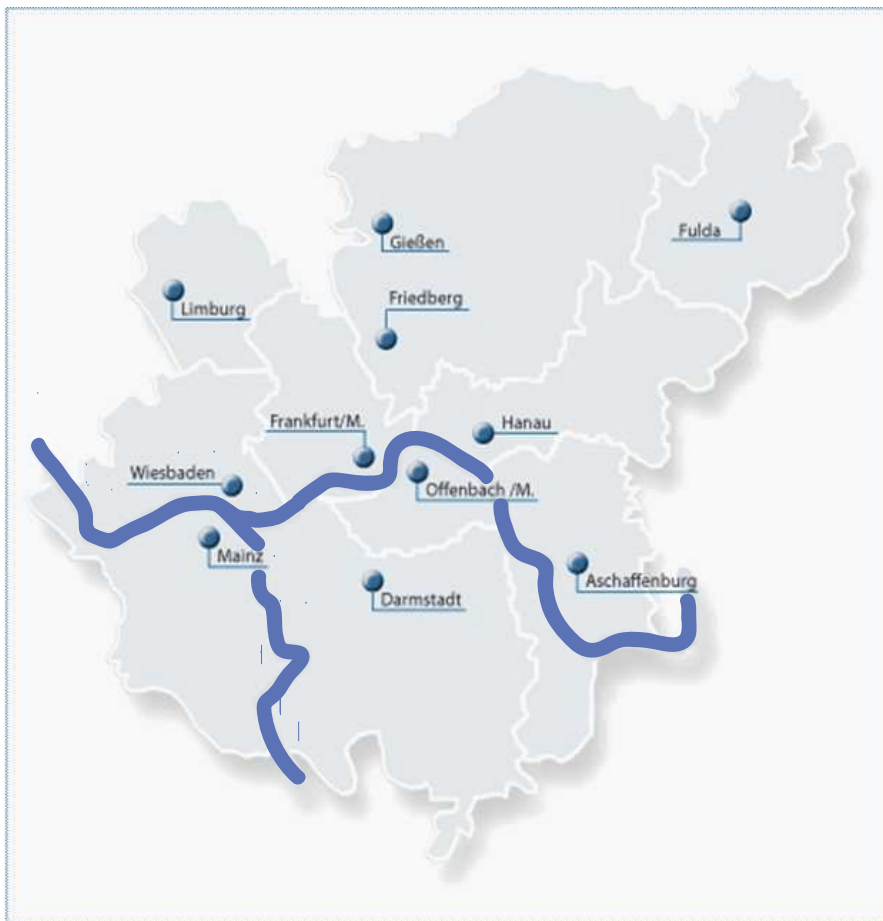 Fulda
Gießen
Friedberg
Limburg
Frankfurt/M.
Hanau
Wiesbaden
Offenbach /M.
Mainz
Aschaffenburg
Darmstadt